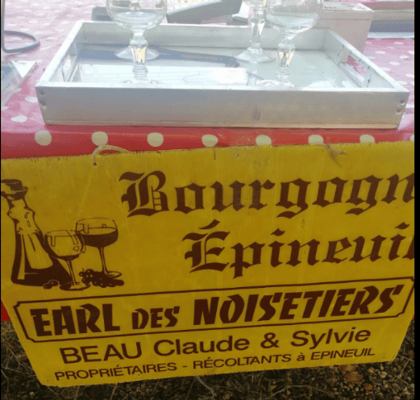 Bourgogn
Épineuil
EARL DES NOISETIERS
BEAU Claude & Sylvie
PROPRIÉTAIRES - RÉCOLTANTS à EPINEUIL